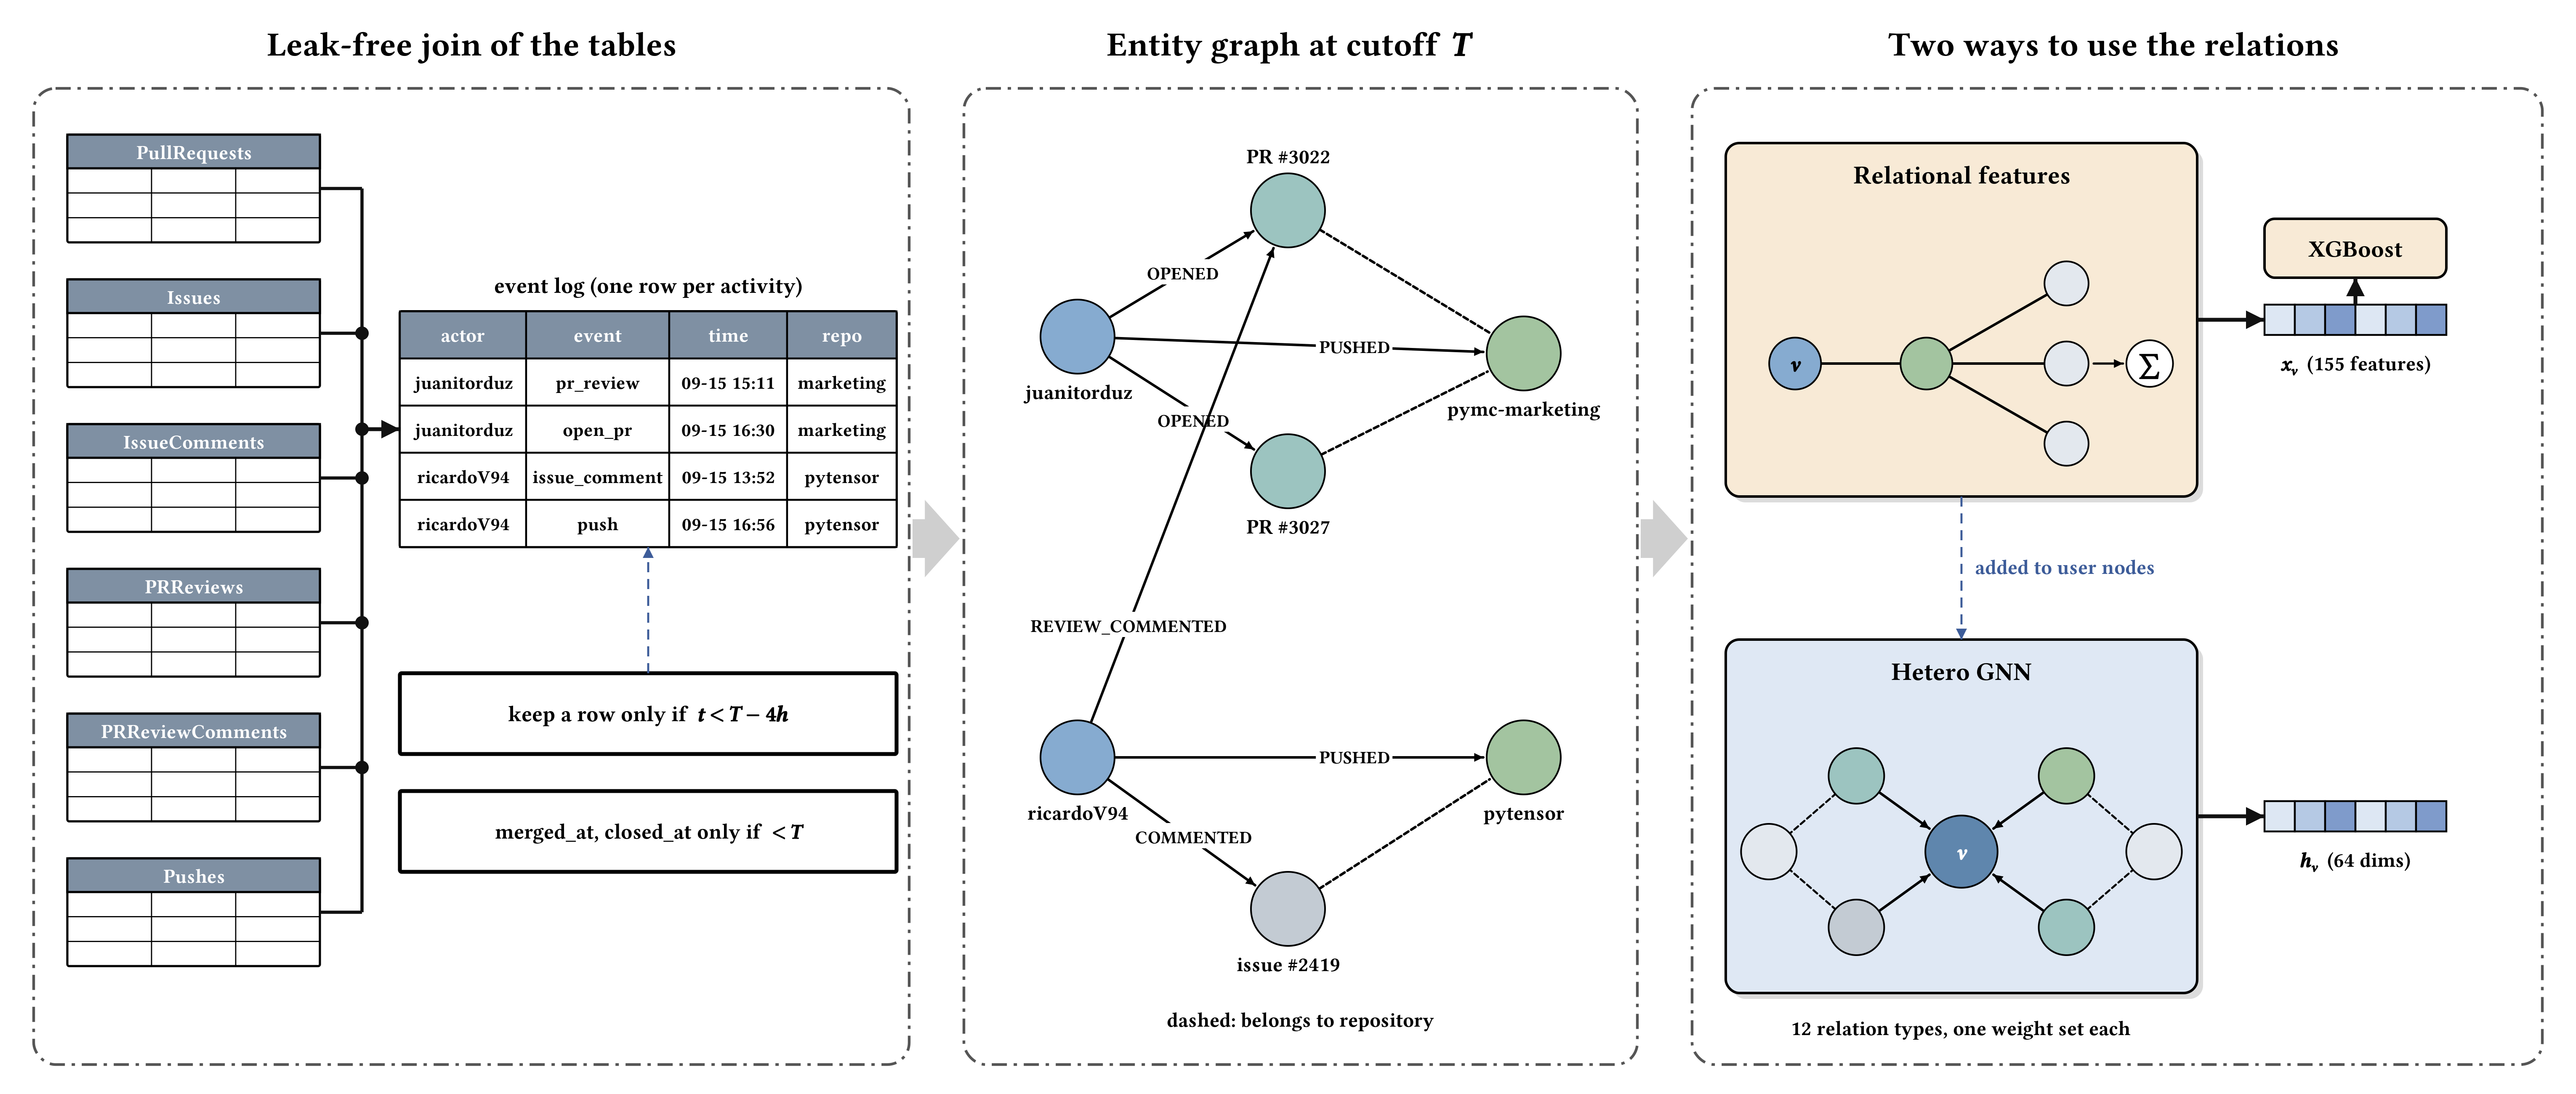 Leak-free join of the tables
PullRequests
Issues
IssueComments
PRReviews
PRReviewComments
Pushes
event log (one row per activity)
actor event time repo
juanitorduz pr_review 09-15 15:11 marketing
juanitorduz open_pr 09-15 16:30 marketing
ricardoV94 issue_comment 09-15 13:52 pytensor
ricardoV94 push 09-15 16:56 pytensor
keep a row only if t < T − 4h
merged_at, closed_at only if < T
Entity graph at cutoff T
PR #3022
OPENED
PUSHED
juanitorduz
pymc-marketing
OPENED
PR #3027
REVIEW_COMMENTED
PUSHED
ricardoV94
pytensor
COMMENTED
issue #2419
dashed: belongs to repository
Two ways to use the relations
Relational features
v
Σ
XGBoost
xᵥ (155 features)
added to user nodes
Hetero GNN
v
hᵥ (64 dims)
12 relation types, one weight set each